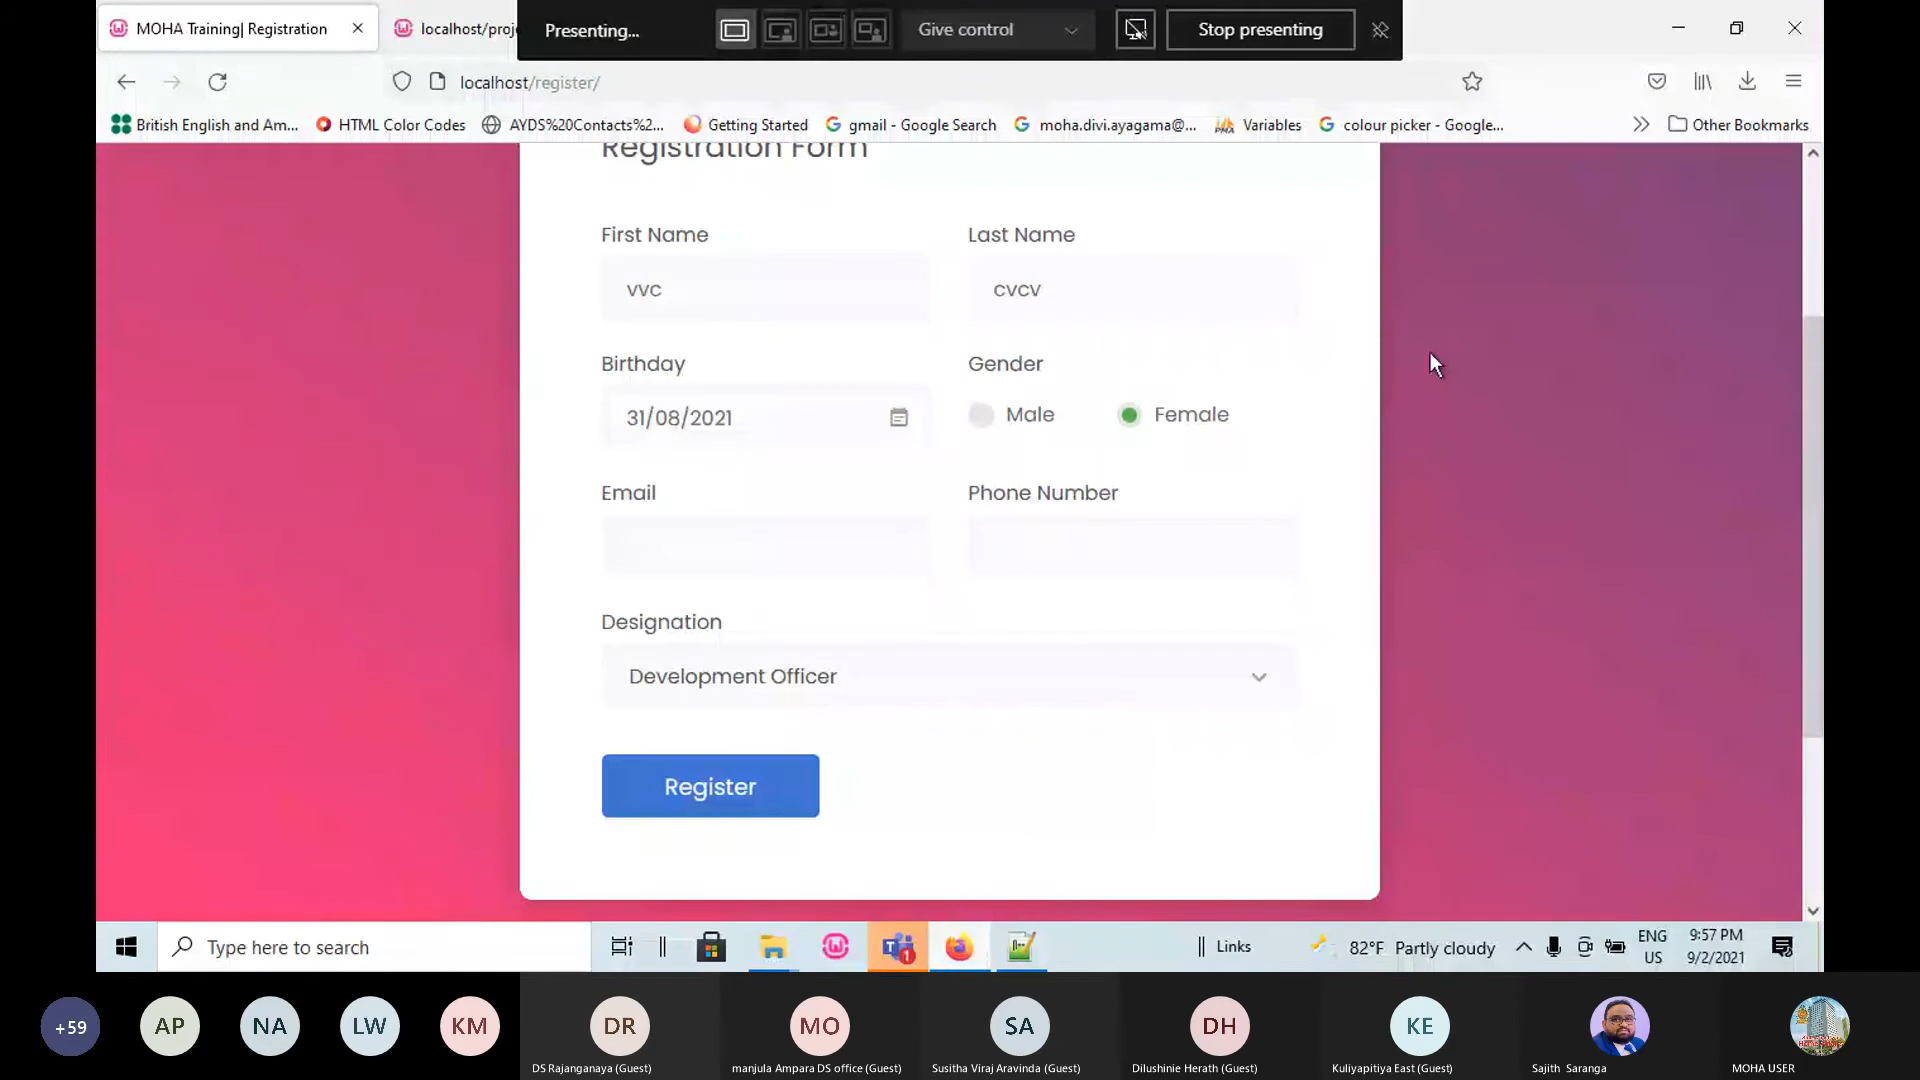 MOHA Training| Registration
localhost/proj
Presenting...
Give control
Stop presenting
localhost/register/
British English and Am...
HTML Color Codes
AYDS%20Contacts%2...
Getting Started
gmail - Google Search
moha.divi.ayagama@...
Variables
colour picker - Google...
Other Bookmarks
Registration Form
First Name
Last Name
vvc
cvcv
Birthday
Gender
31/08/2021
Male
Female
Email
Phone Number
Designation
Development Officer
Register
Type here to search
1
Links
82°F Partly cloudy
ENG
US
9:57 PM
9/2/2021
+59
AP
NA
LW
KM
DR
MO
SA
DH
KE
DS Rajanganaya (Guest)
manjula Ampara DS office (Guest)
Susitha Viraj Aravinda (Guest)
Dilushinie Herath (Guest)
Kuliyapitiya East (Guest)
Sajith Saranga
MOHA USER